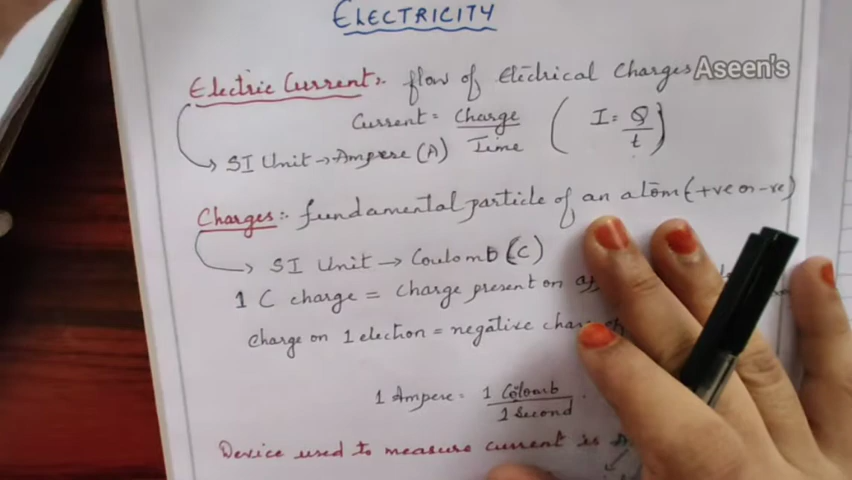 ELECTRICITY
Electric Current:- flow of Electrical Charges
Aseen's
Current = Charge / Time ( I = Q / t )
SI Unit → Ampere (A)
Charges:- fundamental particle of an atom (+ve or -ve)
SI Unit → Coulomb (C)
1 C charge = charge present on
charge on 1 electron = negative
1 Ampere = 1 Coloumb / 1 Second
Device used to measure current is